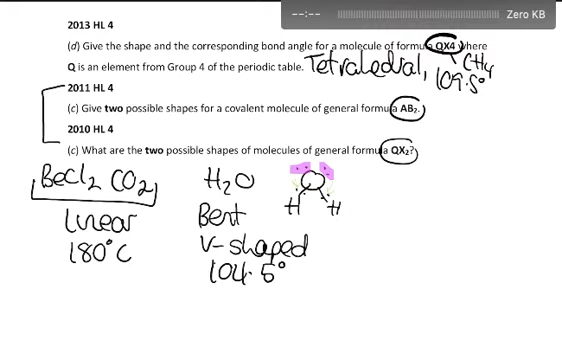 --:-- Zero KB
2013 HL 4
(d) Give the shape and the corresponding bond angle for a molecule of formula QX4 where
Q is an element from Group 4 of the periodic table. Tetrahedral, CH4
109.5°
2011 HL 4
(c) Give two possible shapes for a covalent molecule of general formula AB₂.
2010 HL 4
(c) What are the two possible shapes of molecules of general formula QX₂?
BeCl₂ CO₂ H₂O O
Linear Bent H H
180°C V-shaped
104.5°